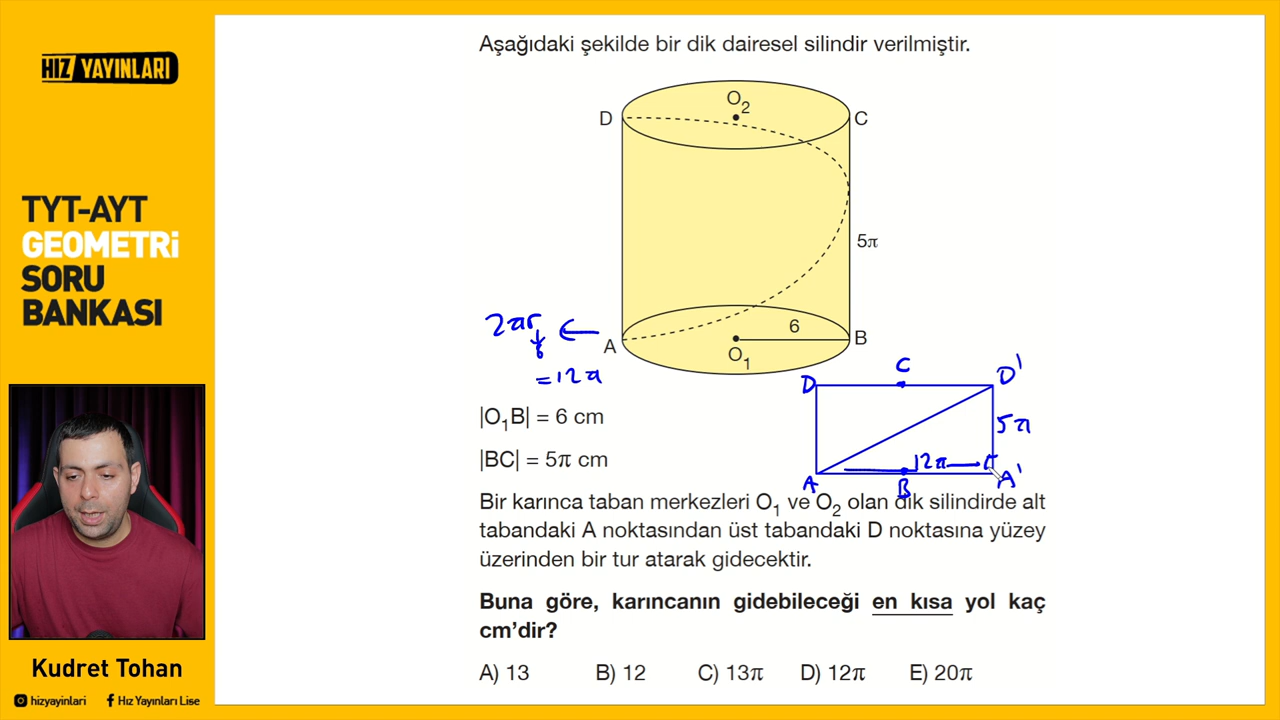 HIZ YAYINLARI
TYT-AYT
GEOMETRİ
SORU
BANKASI
Kudret Tohan
hizyayinlari
Hız Yayınları Lise
Aşağıdaki şekilde bir dik dairesel silindir verilmiştir.
O₂
D
C
5π
6
A
O₁
B
2πr
6
=12π
D
C
D'
5π
12π
A
B
A'
|O₁B| = 6 cm
|BC| = 5π cm
Bir karınca taban merkezleri O₁ ve O₂ olan dik silindirde alt
tabandaki A noktasından üst tabandaki D noktasına yüzey
üzerinden bir tur atarak gidecektir.
Buna göre, karıncanın gidebileceği en kısa yol kaç
cm'dir?
A) 13 B) 12 C) 13π D) 12π E) 20π